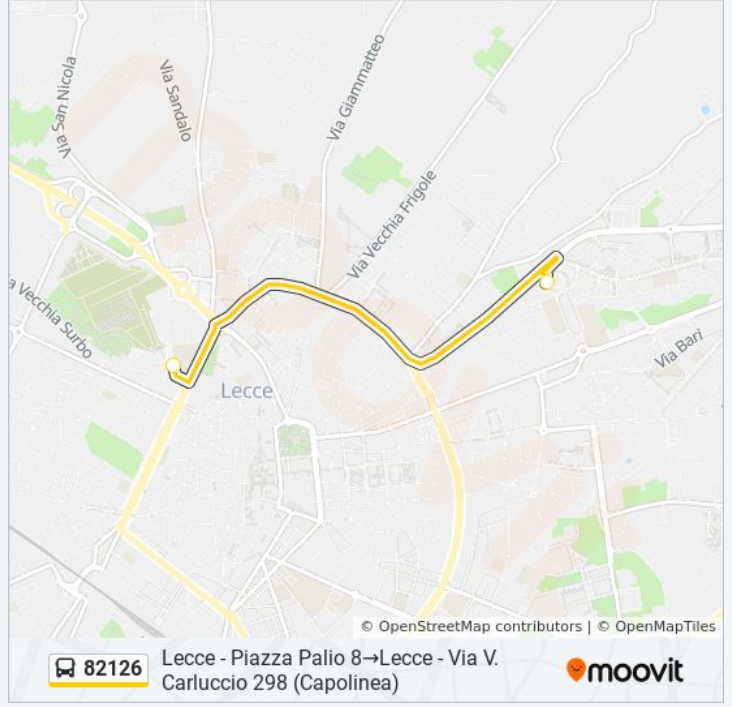 Via San Nicola
Via Sandalo
Via Giammatteo
Via Vecchia Frigole
a Vecchia Surbo
Via Bari
Lecce
© OpenStreetMap contributors | © OpenMapTiles
82126
Lecce - Piazza Palio 8→Lecce - Via V.
Carluccio 298 (Capolinea)
moovit